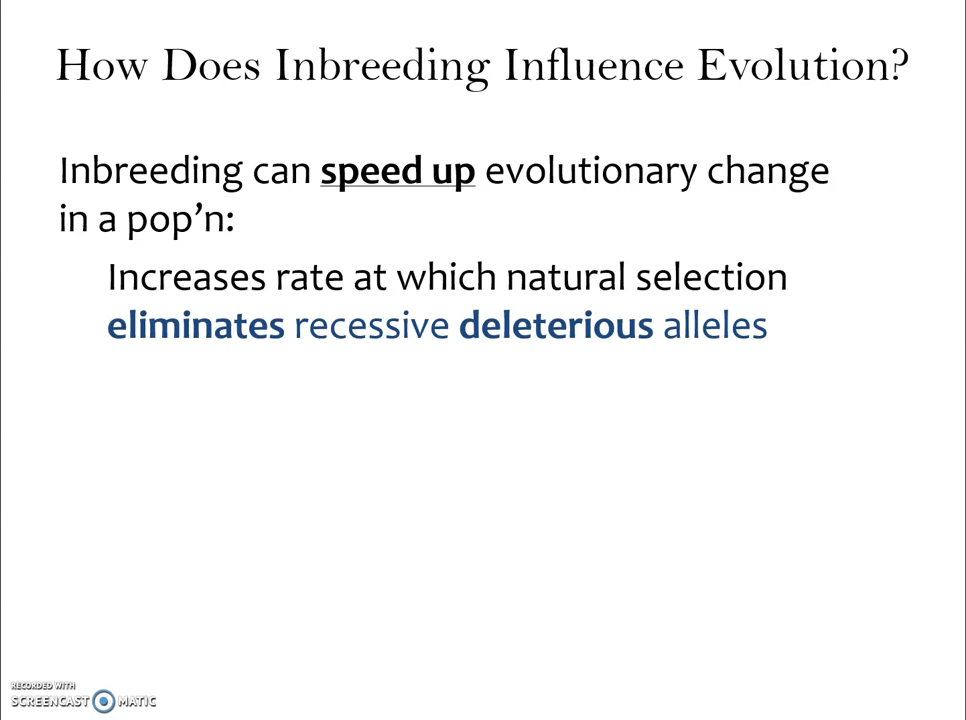 How Does Inbreeding Influence Evolution?
Inbreeding can speed up evolutionary change
in a pop’n:
Increases rate at which natural selection
eliminates recessive deleterious alleles
RECORDED WITH
SCREENCAST MATIC